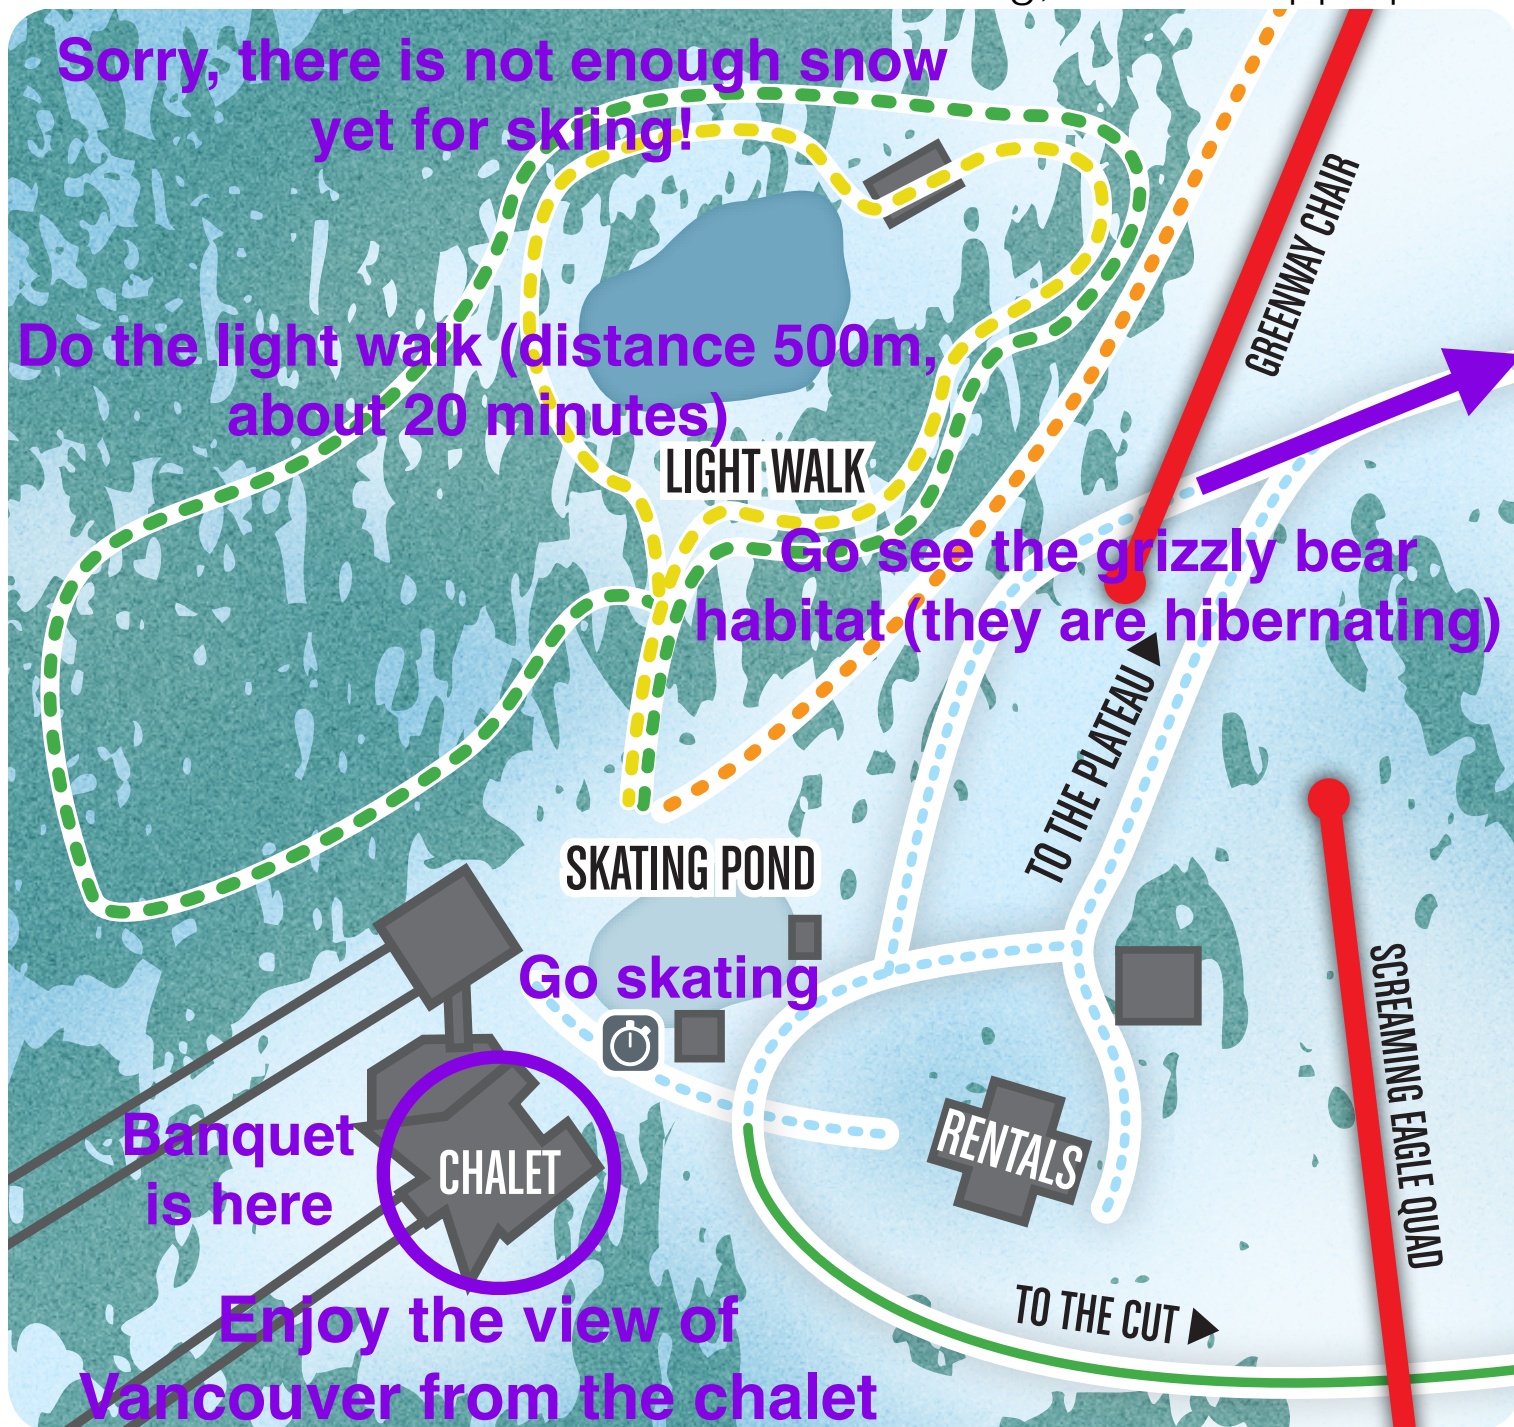 Sorry, there is not enough snow
yet for skiing!
GREENWAY CHAIR
Do the light walk (distance 500m,
about 20 minutes)
LIGHT WALK
Go see the grizzly bear
habitat (they are hibernating)
TO THE PLATEAU
SKATING POND
Go skating
SCREAMING EAGLE QUAD
Banquet
is here
CHALET
RENTALS
TO THE CUT
Enjoy the view of
Vancouver from the chalet